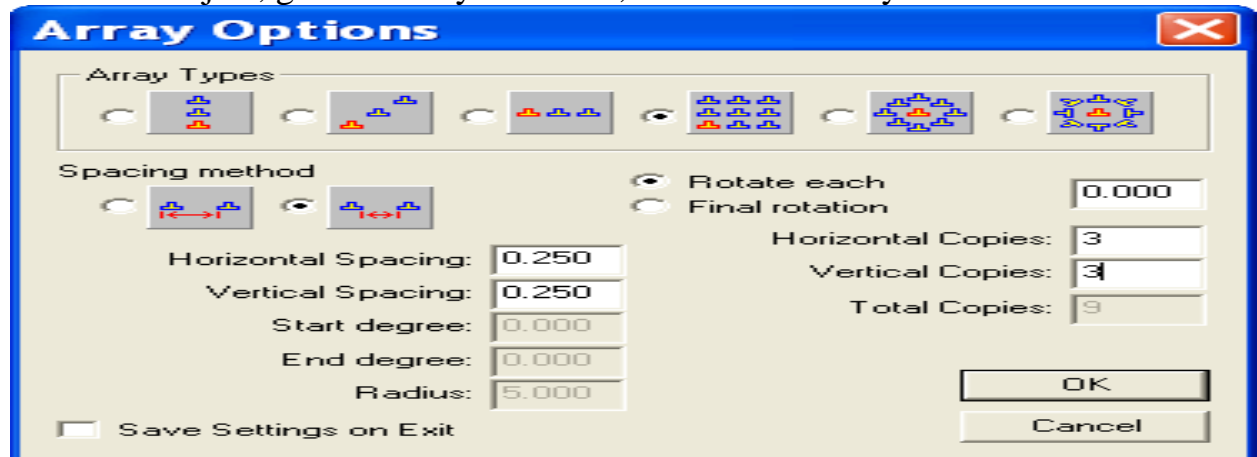 Array Options
Array Types
Spacing method
Rotate each
0.000
Final rotation
Horizontal Copies: 3
Horizontal Spacing: 0.250
Vertical Copies: 3
Vertical Spacing: 0.250
Total Copies: 9
Start degree: 0.000
End degree: 0.000
Radius: 5.000
OK
Save Settings on Exit
Cancel